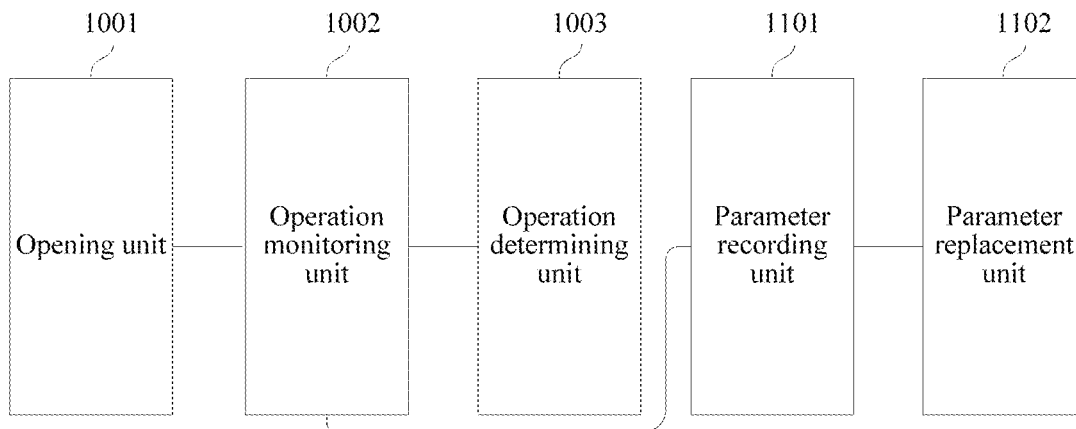 1001
1002
1003
1101
1102
Opening unit
Operation
monitoring
unit
Operation
determining
unit
Parameter
recording
unit
Parameter
replacement
unit